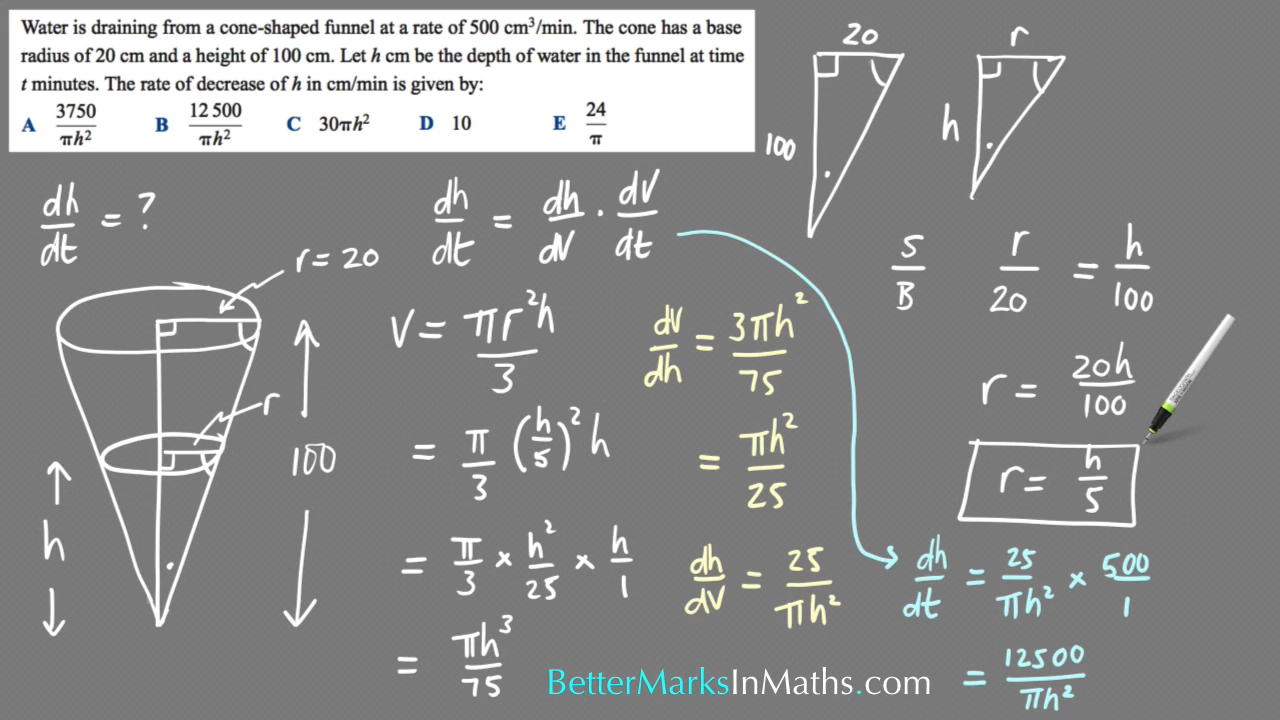 Water is draining from a cone-shaped funnel at a rate of 500 cm³/min. The cone has a base
radius of 20 cm and a height of 100 cm. Let h cm be the depth of water in the funnel at time
t minutes. The rate of decrease of h in cm/min is given by:
A 3750/πh² B 12 500/πh² C 30πh² D 10 E 24/π
20
100
r
h
dh/dt = ?
dh/dt = dh/dV · dV/dt
r = 20
r
100
h
V = πr²h/3
= π/3 (h/5)² h
= π/3 × h²/25 × h/1
= πh³/75
dV/dh = 3πh²/75
= πh²/25
dh/dV = 25/πh²
S/B r/20 = h/100
r = 20h/100
r = h/5
dh/dt = 25/πh² × 500/1
= 12500/πh²
BetterMarksInMaths.com